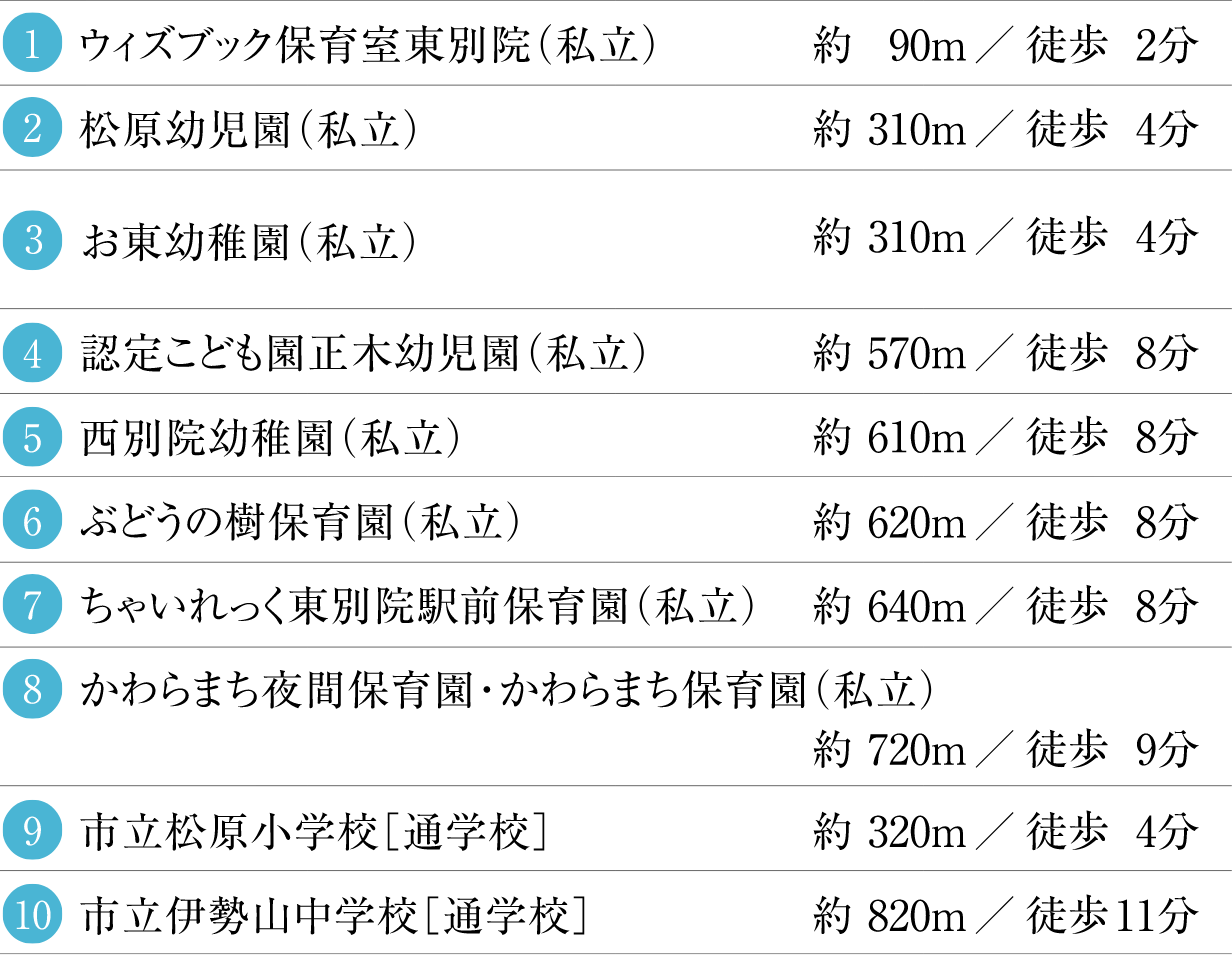 1 ウィズブック保育室東別院（私立） 約 90m／徒歩 2分
2 松原幼児園（私立） 約 310m／徒歩 4分
3 お東幼稚園（私立） 約 310m／徒歩 4分
4 認定こども園正木幼児園（私立） 約 570m／徒歩 8分
5 西別院幼稚園（私立） 約 610m／徒歩 8分
6 ぶどうの樹保育園（私立） 約 620m／徒歩 8分
7 ちゃいれっく東別院駅前保育園（私立） 約 640m／徒歩 8分
8 かわらまち夜間保育園・かわらまち保育園（私立）
約 720m／徒歩 9分
9 市立松原小学校［通学校］ 約 320m／徒歩 4分
10 市立伊勢山中学校［通学校］ 約 820m／徒歩11分